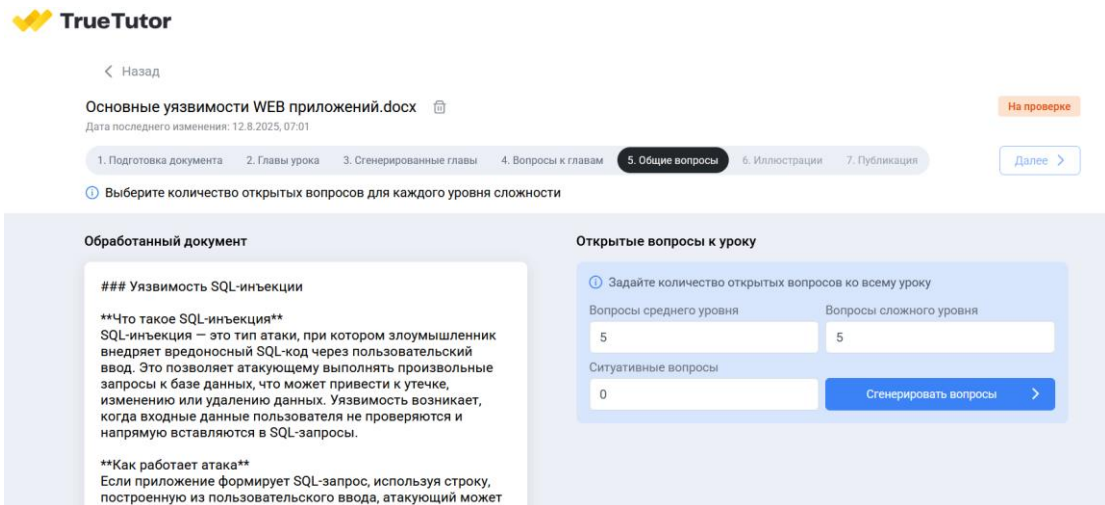 TrueTutor
Назад
Основные уязвимости WEB приложений.docx
На проверке
Дата последнего изменения: 12.8.2025, 07:01
1. Подготовка документа 2. Главы урока 3. Сгенерированные главы 4. Вопросы к главам 5. Общие вопросы 6. Иллюстрации 7. Публикация
Далее
Выберите количество открытых вопросов для каждого уровня сложности
Обработанный документ
### Уязвимость SQL-инъекции
**Что такое SQL-инъекция**
SQL-инъекция — это тип атаки, при котором злоумышленник
внедряет вредоносный SQL-код через пользовательский
ввод. Это позволяет атакующему выполнять произвольные
запросы к базе данных, что может привести к утечке,
изменению или удалению данных. Уязвимость возникает,
когда входные данные пользователя не проверяются и
напрямую вставляются в SQL-запросы.
**Как работает атака**
Если приложение формирует SQL-запрос, используя строку,
построенную из пользовательского ввода, атакующий может
Открытые вопросы к уроку
Задайте количество открытых вопросов ко всему уроку
Вопросы среднего уровня Вопросы сложного уровня
5 5
Ситуативные вопросы
0 Сгенерировать вопросы